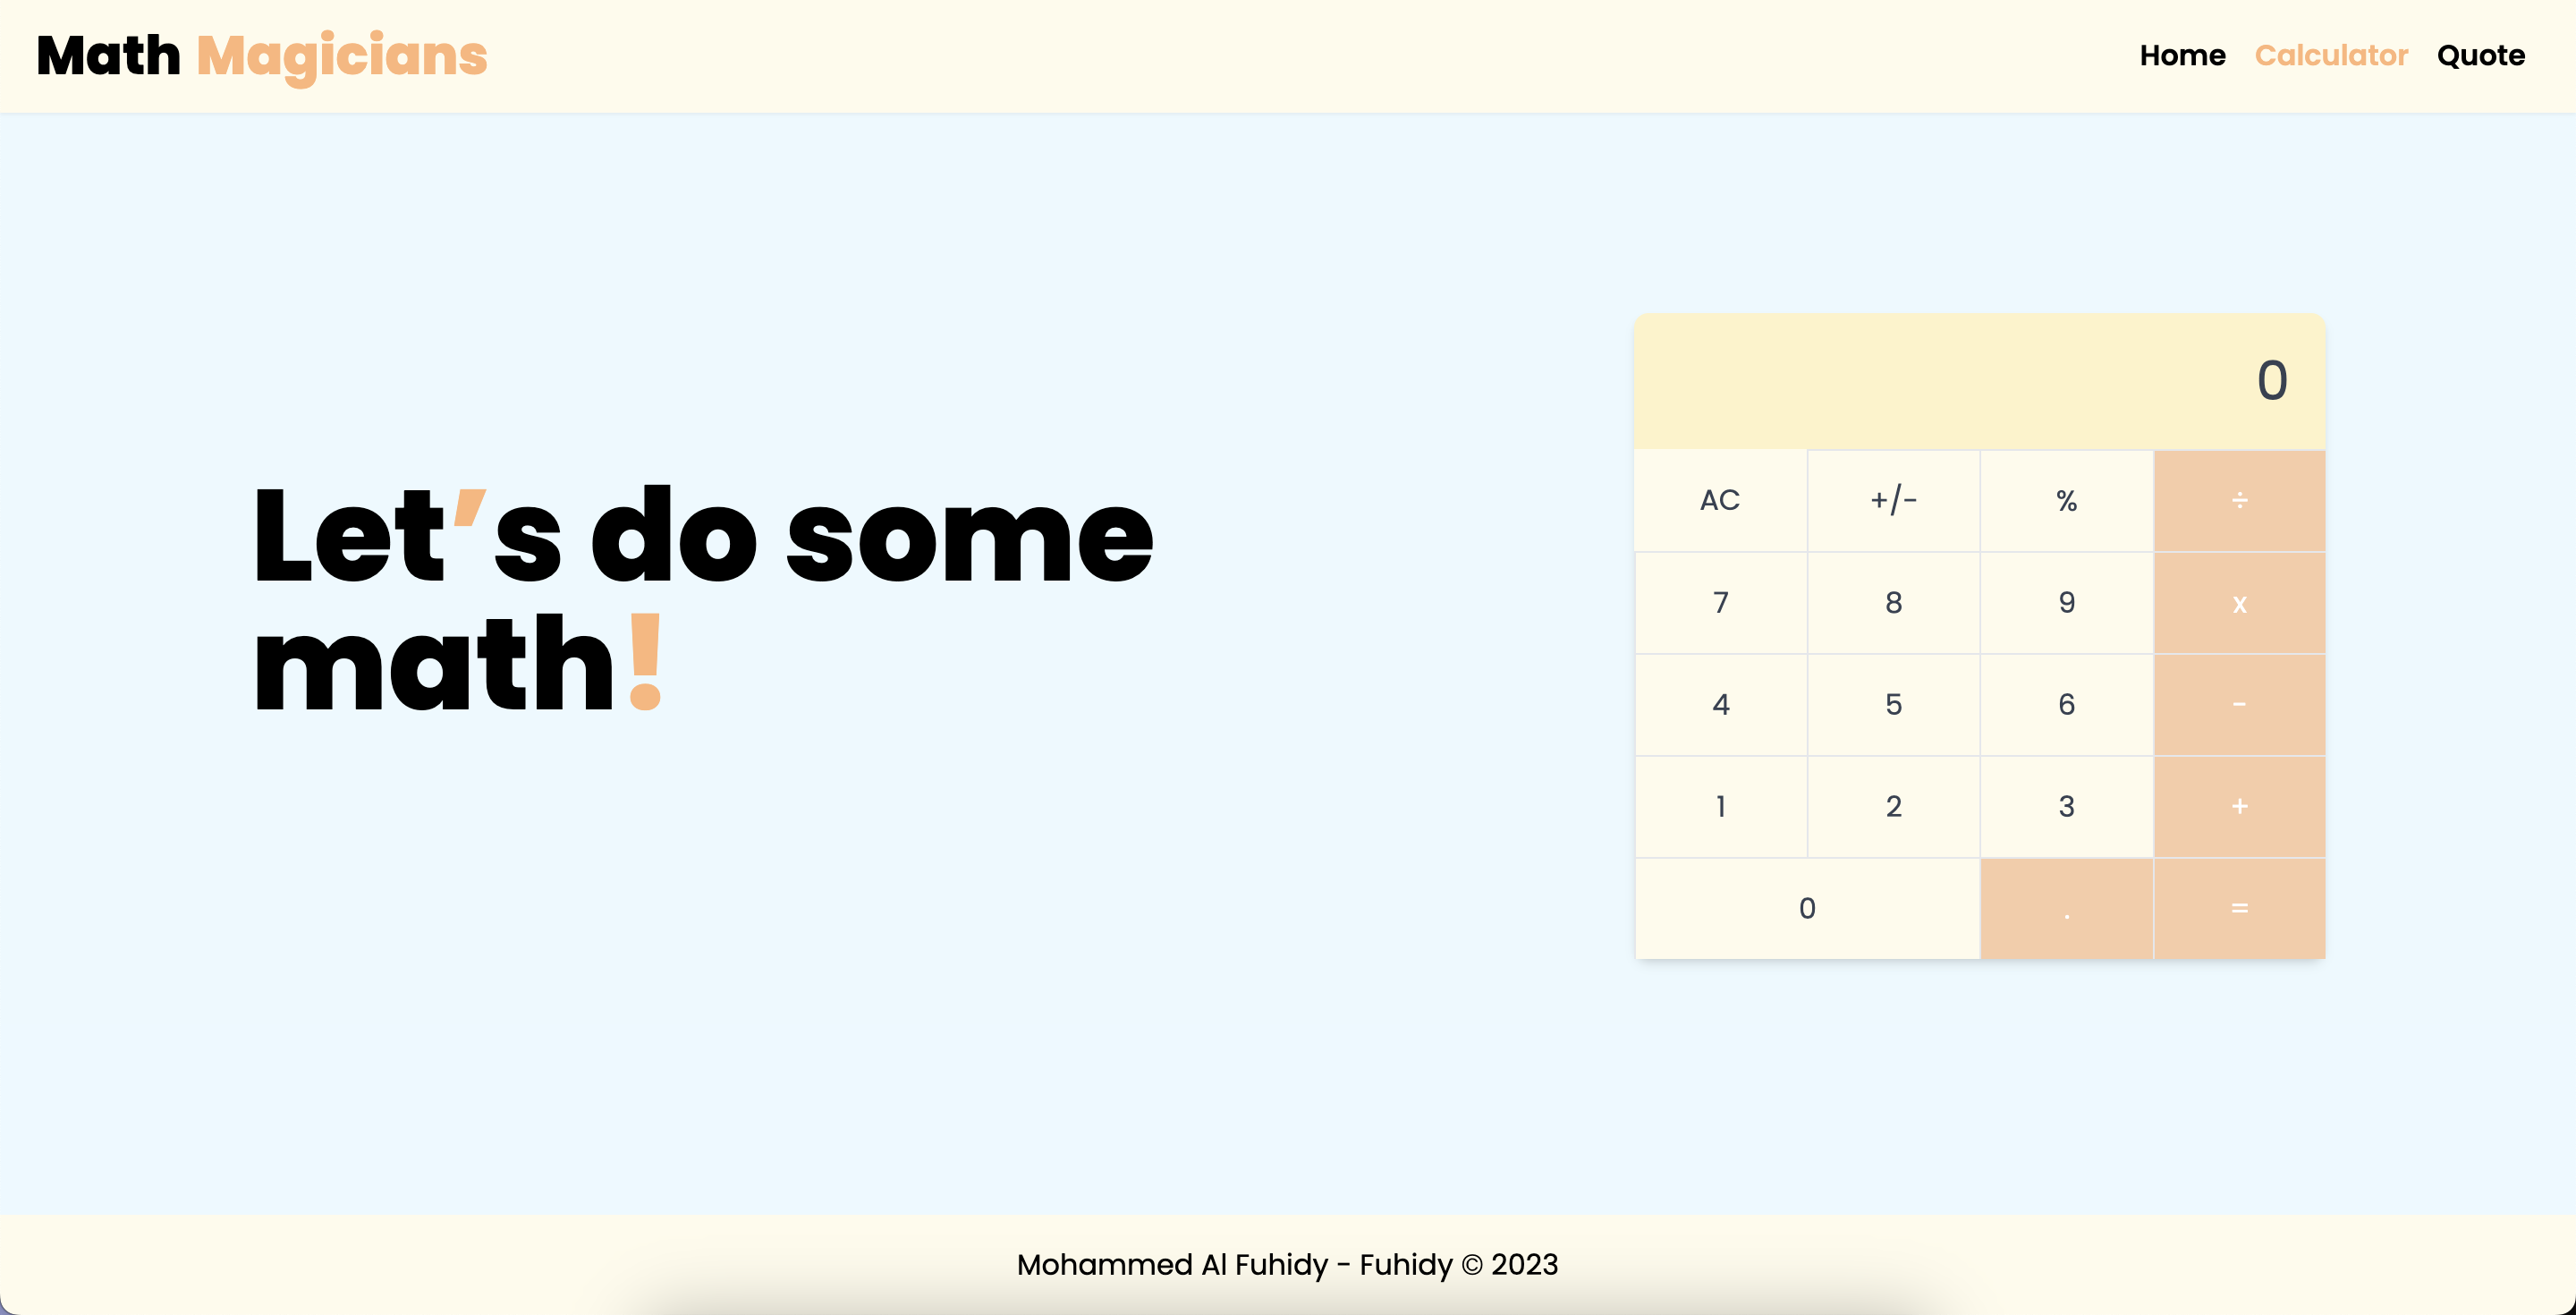 Math Magicians
Home Calculator Quote
0
Let’s do some
math!
AC +/- % ÷
7 8 9 x
4 5 6 -
1 2 3 +
0 . =
Mohammed Al Fuhidy - Fuhidy © 2023